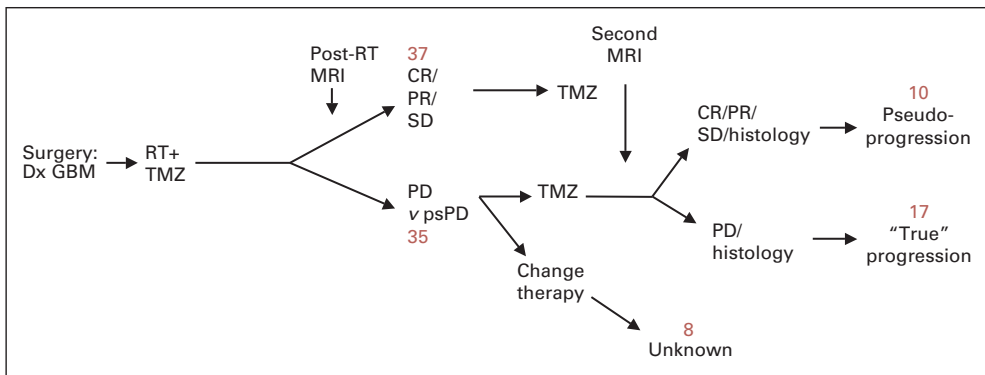 Surgery:
Dx GBM
RT+
TMZ
Post-RT
MRI
37
CR/
PR/
SD
TMZ
PD
v psPD
35
TMZ
Change
therapy
8
Unknown
Second
MRI
CR/PR/
SD/histology
10
Pseudo-
progression
PD/
histology
17
“True”
progression